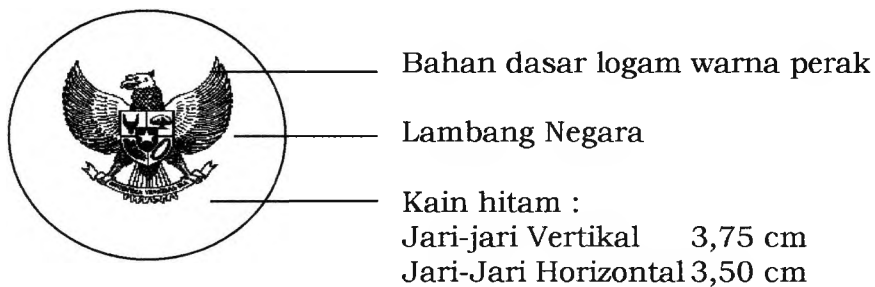 Bahan dasar logam warna perak
Lambang Negara
Kain hitam :
Jari-jari Vertikal 3,75 cm
Jari-Jari Horizontal 3,50 cm